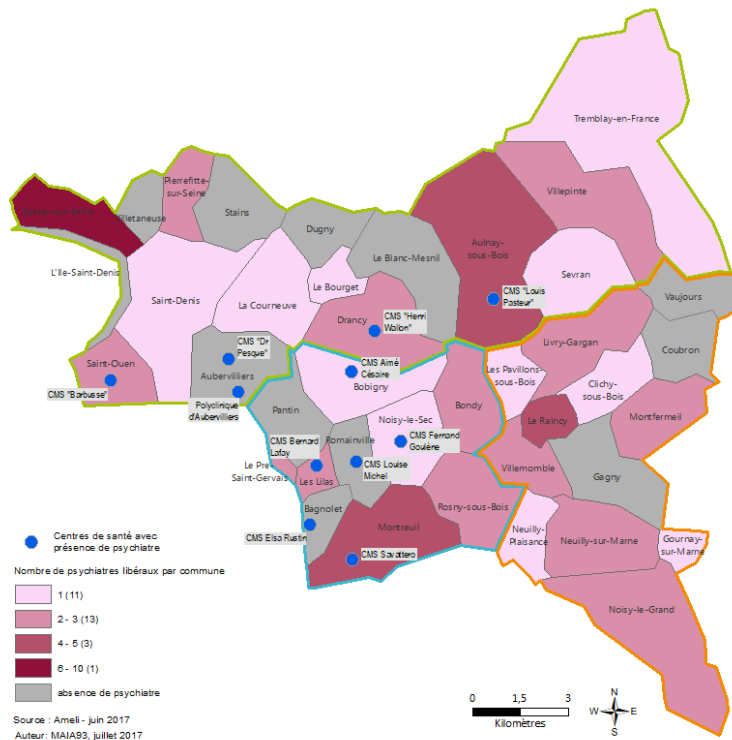 Tremblay-en-France
Pierrefitte-
sur-Seine
Villepinte
Epinay-sur-Seine
Villetaneuse
Stains
Dugny
Aulnay-
sous-Bois
Le Blanc-Mesnil
L'Ile-Saint-Denis
Saint-Denis
Le Bourget
Sevran
La Courneuve
Vaujours
CMS "Louis
Pasteur"
Drancy
CMS "Henri
Wallon"
CMS "Dr
Pesque"
Livry-Gargan
Coubron
Saint-Ouen
CMS "Barbusse"
Aubervilliers
CMS Aimé
Césaire
Bobigny
Les Pavillons-
sous-Bois
Clichy-
sous-Bois
Polyclinique
d'Aubervilliers
Pantin
Noisy-le-Sec
Bondy
Le Raincy
Montfermeil
CMS Bernard
Lafay
Romainville
CMS Fernand
Goulène
Le Pré-
Saint-Gervais
Les Lilas
CMS Louise
Michel
Villemomble
Gagny
Bagnolet
Rosny-sous-Bois
CMS Elsa Rustin
Montreuil
Neuilly-
Plaisance
Neuilly-sur-Marne
Gournay-
sur-Marne
CMS Savattero
Noisy-le-Grand
Centres de santé avec
présence de psychiatre
Nombre de psychiatres libéraux par commune
1 (11)
2 - 3 (13)
4 - 5 (3)
6 - 10 (1)
absence de psychiatre
Source : Ameli - juin 2017
Auteur: MAIA93, juillet 2017
0 1,5 3
Kilomètres
N
W E
S